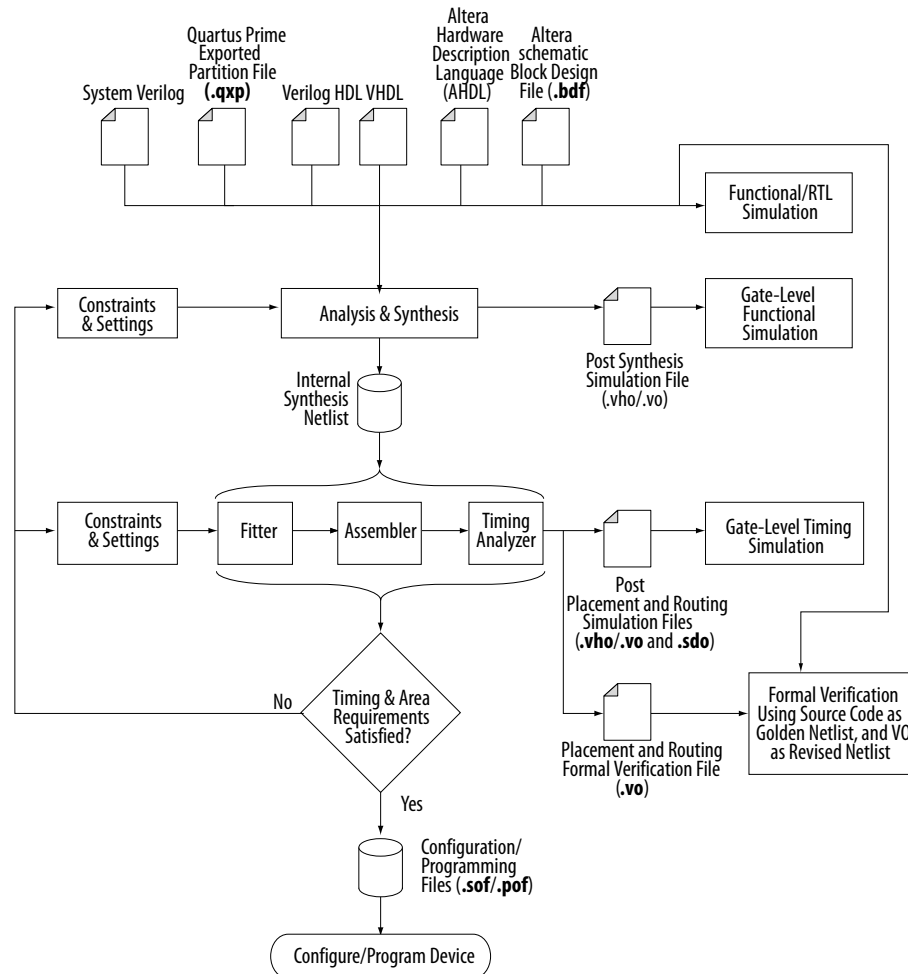 Quartus Prime
Exported
Partition File
(.qxp)
Altera
Hardware
Description
Language
(AHDL)
Altera
schematic
Block Design
File (.bdf)
System Verilog
Verilog HDL
VHDL
Functional/RTL
Simulation
Constraints
& Settings
Analysis & Synthesis
Gate-Level
Functional
Simulation
Post Synthesis
Simulation File
(.vho/.vo)
Internal
Synthesis
Netlist
Constraints
& Settings
Fitter
Assembler
Timing
Analyzer
Gate-Level Timing
Simulation
Post
Placement and Routing
Simulation Files
(.vho/.vo and .sdo)
No
Timing & Area
Requirements
Satisfied?
Formal Verification
Using Source Code as
Golden Netlist, and VO
as Revised Netlist
Placement and Routing
Formal Verification File
(.vo)
Yes
Configuration/
Programming
Files (.sof/.pof)
Configure/Program Device